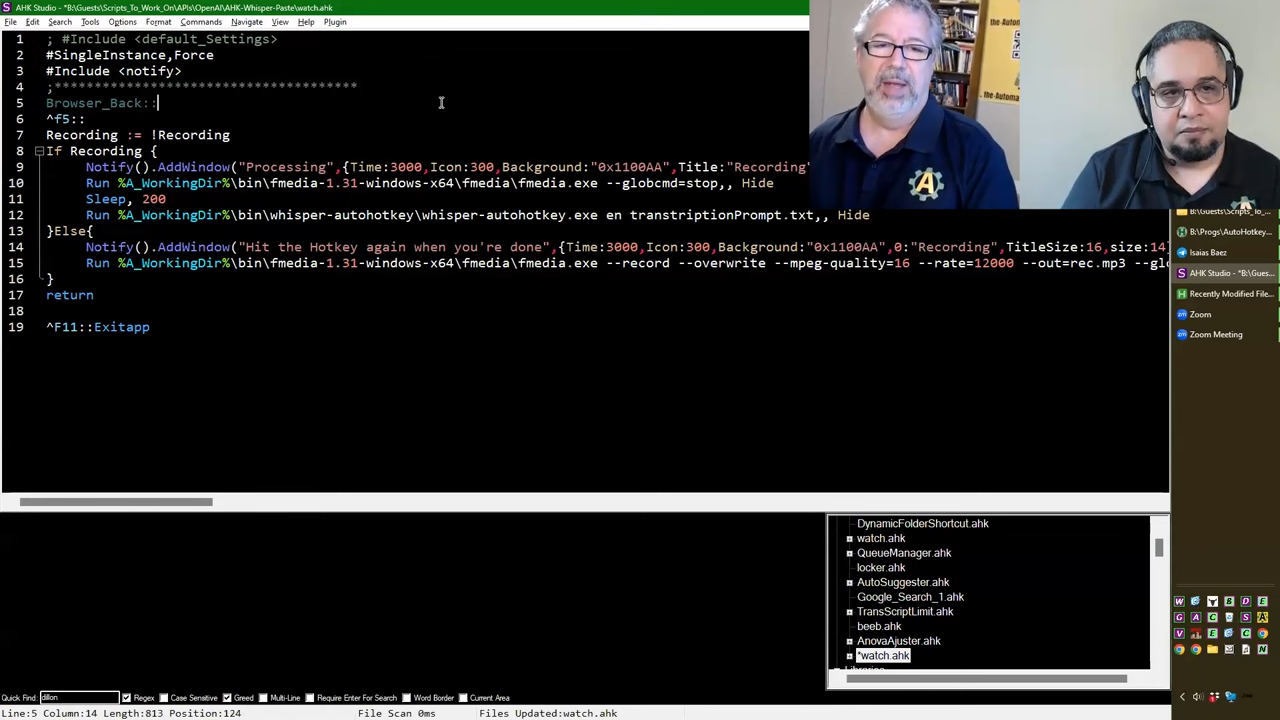 AHK Studio - *B:\Guests\Scripts_To_Work_On\APIs\OpenAI\AHK-Whisper-Paste\watch.ahk
File Edit Search Tools Options Format Commands Navigate View Help Plugin
1 ; #Include <default_Settings>
2 #SingleInstance,Force
3 #Include <notify>
4 ;**************************************
5 Browser_Back::
6 ^f5::
7 Recording := !Recording
8 If Recording {
9 Notify().AddWindow("Processing",{Time:3000,Icon:300,Background:"0x1100AA",Title:"Recording"
10 Run %A_WorkingDir%\bin\fmedia-1.31-windows-x64\fmedia\fmedia.exe --globcmd=stop,, Hide
11 Sleep, 200
12 Run %A_WorkingDir%\bin\whisper-autohotkey\whisper-autohotkey.exe en transtriptionPrompt.txt,, Hide
13 }Else{
14 Notify().AddWindow("Hit the Hotkey again when you're done",{Time:3000,Icon:300,Background:"0x1100AA",0:"Recording",TitleSize:16,size:14
15 Run %A_WorkingDir%\bin\fmedia-1.31-windows-x64\fmedia\fmedia.exe --record --overwrite --mpeg-quality=16 --rate=12000 --out=rec.mp3 --glo
16 }
17 return
18
19 ^F11::Exitapp
the-Automa
A
B:\Guests\Scripts_To_...
B:\Progs\AutoHotkey...
Isaias Baez
AHK Studio - *B:\Gues...
Recently Modified File...
Zoom
Zoom Meeting
DynamicFolderShortcut.ahk
watch.ahk
QueueManager.ahk
locker.ahk
AutoSuggester.ahk
Google_Search_1.ahk
TransScriptLimit.ahk
beeb.ahk
AnovaAjuster.ahk
*watch.ahk
Quick Find: dillon Regex Case Sensitive Greed Multi-Line Require Enter For Search Word Border Current Area
Line:5 Column:14 Length:813 Position:124 File Scan 0ms Files Updated:watch.ahk